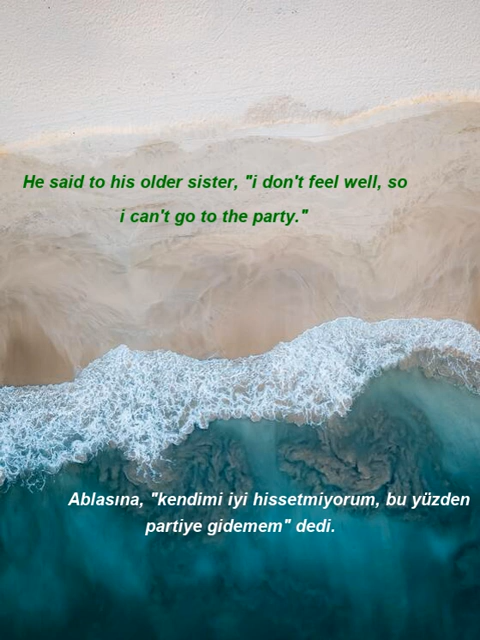 He said to his older sister, "i don't feel well, so
i can't go to the party."
Ablasına, "kendimi iyi hissetmiyorum, bu yüzden
partiye gidemem" dedi.